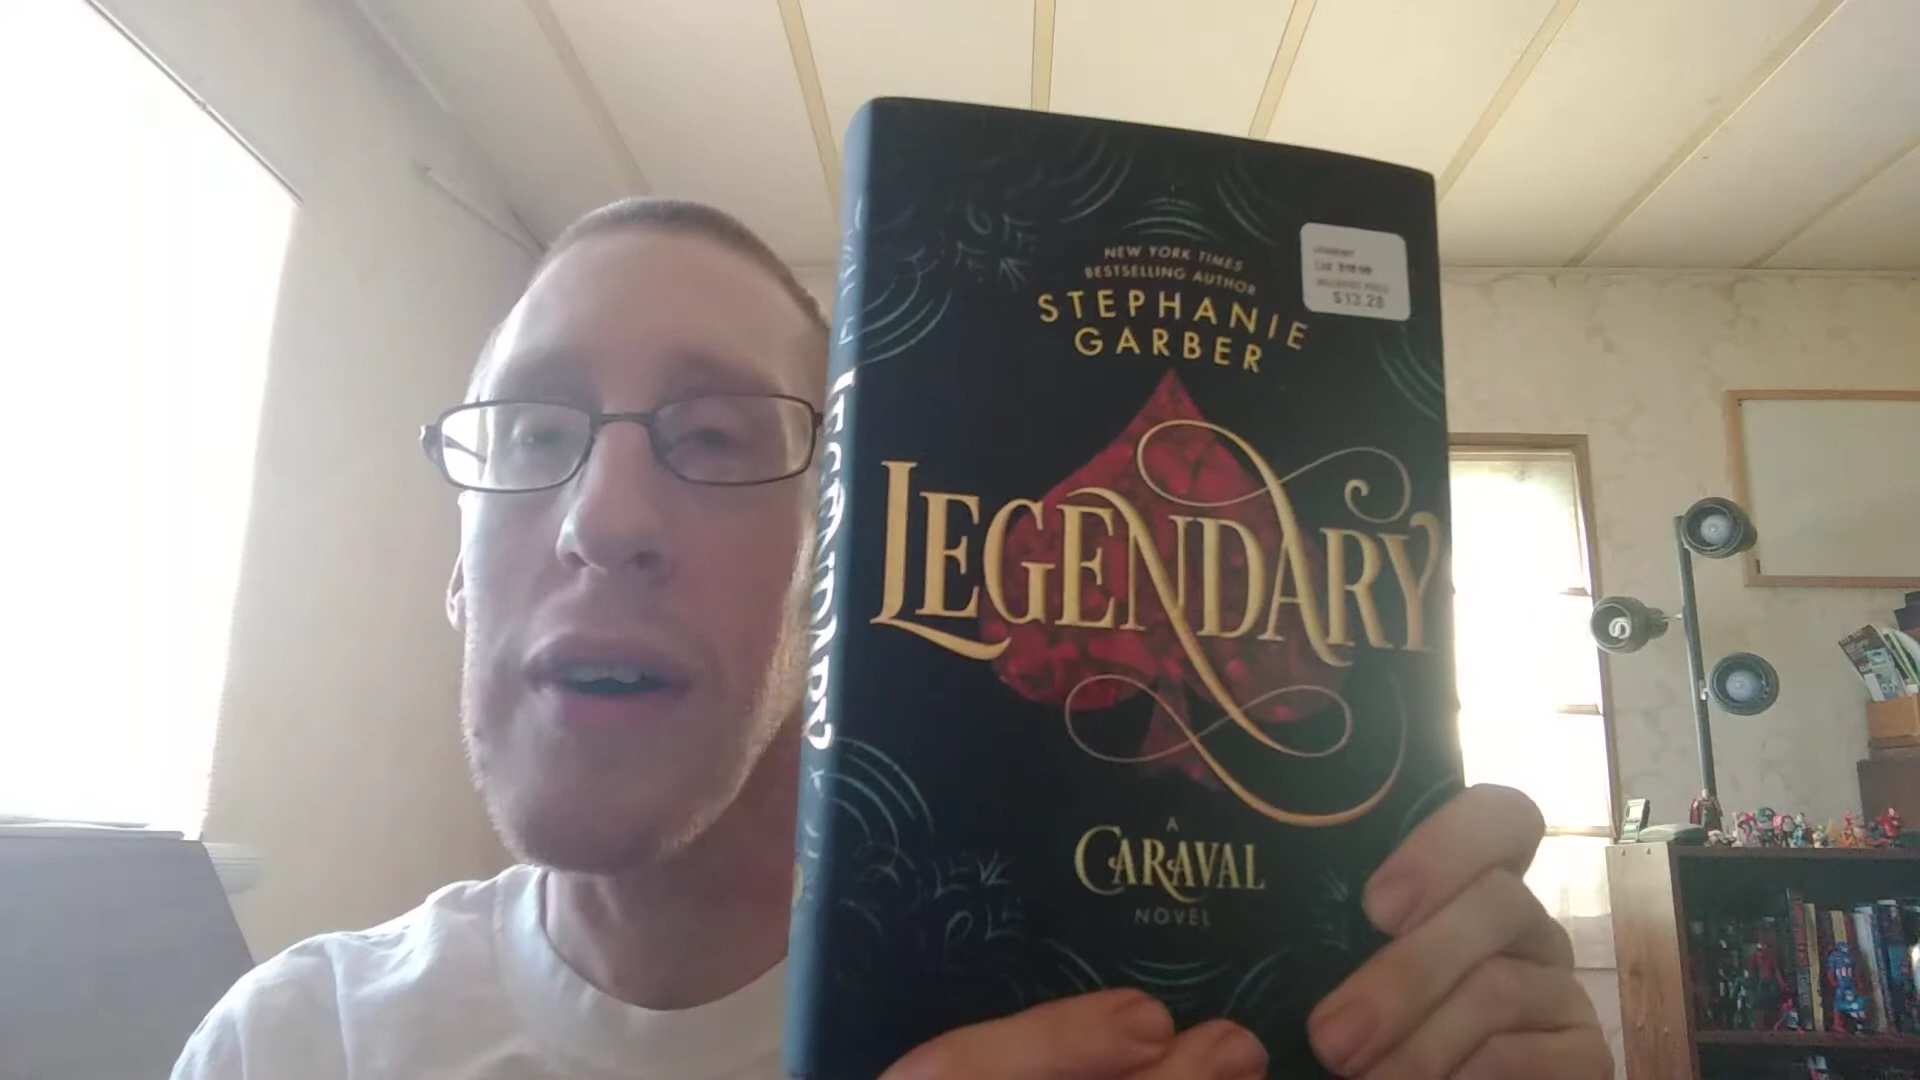 NEW YORK TIMES
BESTSELLING AUTHOR
STEPHANIE
GARBER
$13.28
LEGENDARY
A
CARAVAL
NOVEL
LEGENDARY